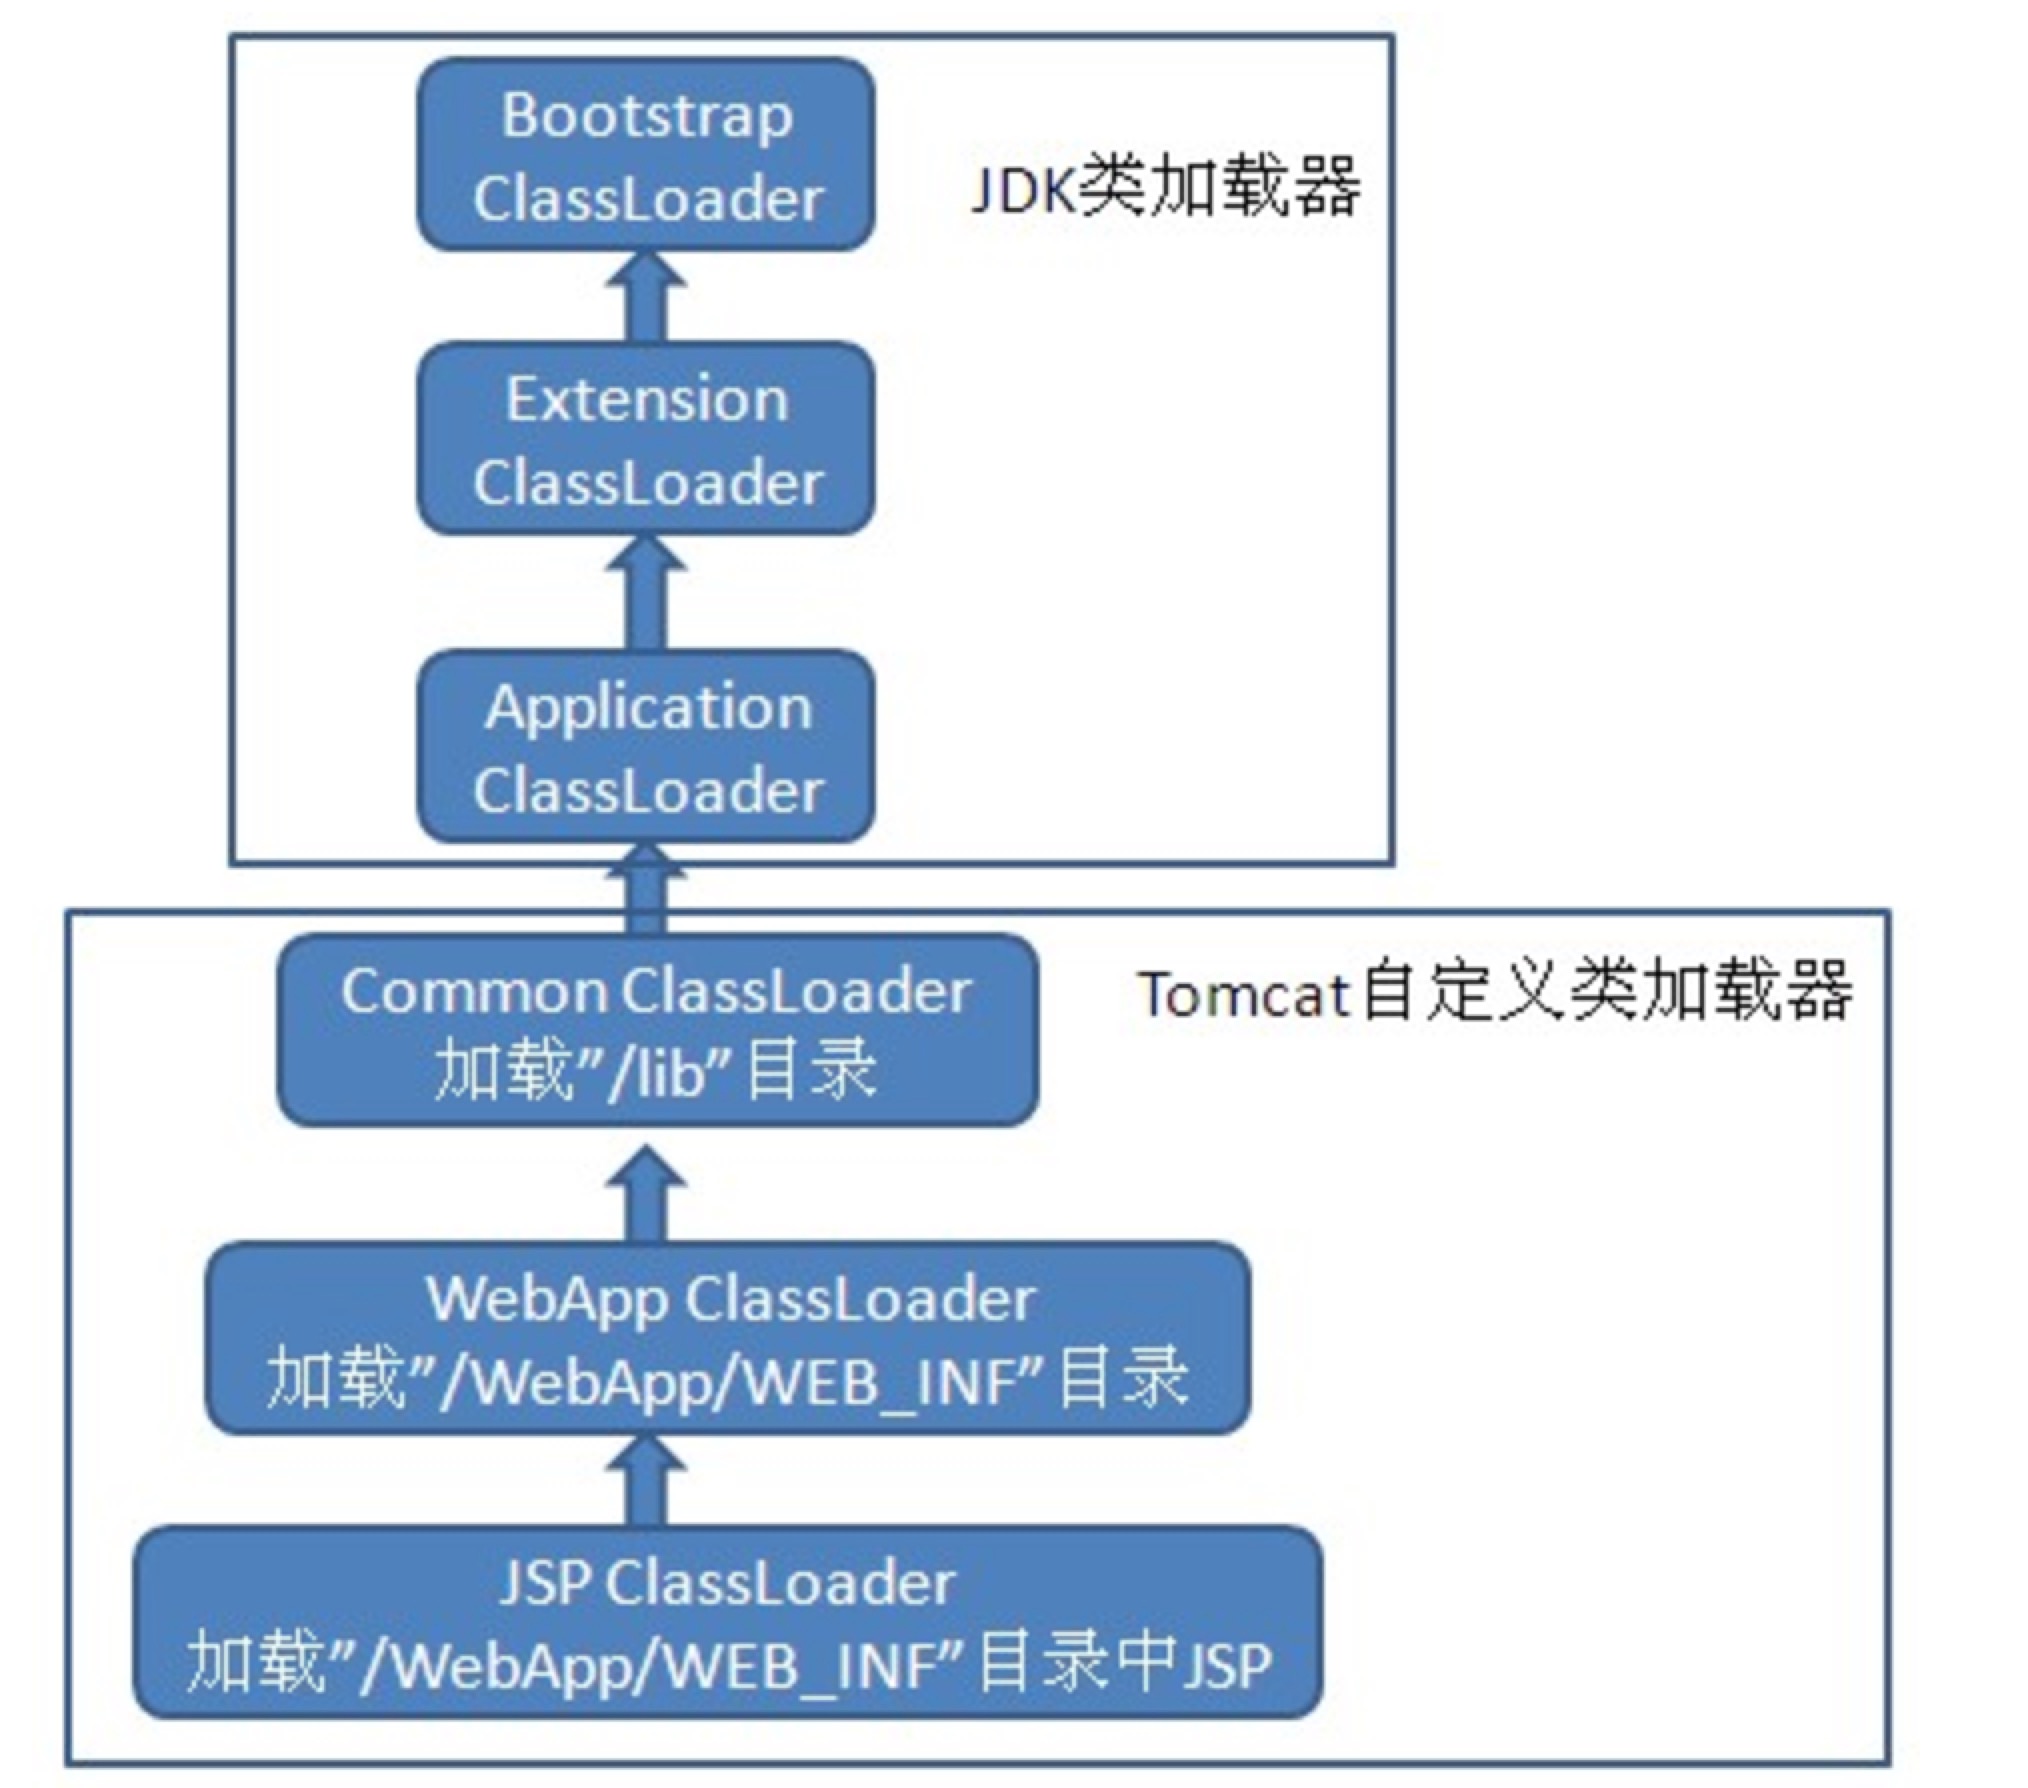 Bootstrap
ClassLoader
JDK类加载器
Extension
ClassLoader
Application
ClassLoader
Common ClassLoader
加载”/lib”目录
Tomcat自定义类加载器
WebApp ClassLoader
加载”/WebApp/WEB_INF”目录
JSP ClassLoader
加载”/WebApp/WEB_INF”目录中JSP